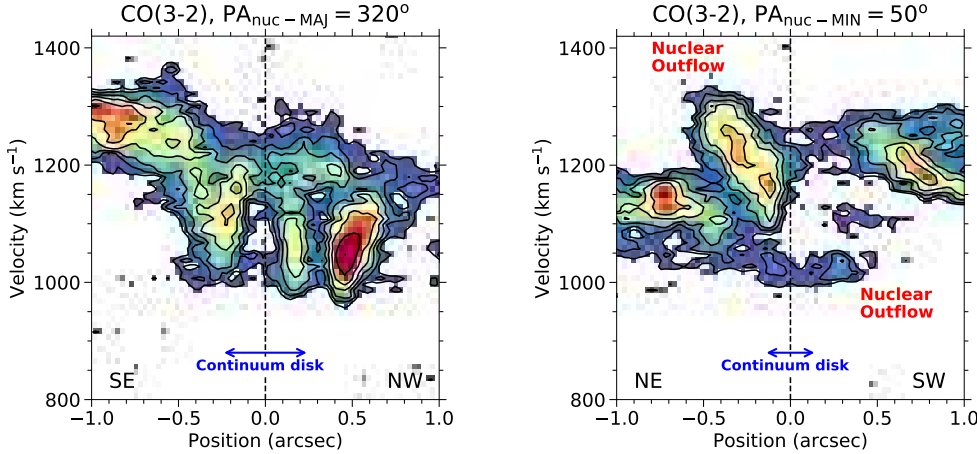 CO(3-2), PA_nuc−MAJ = 320°
1400
1200
1000
800
Velocity (km s⁻¹)
Continuum disk
SE
NW
−1.0
−0.5
0.0
0.5
1.0
Position (arcsec)
CO(3-2), PA_nuc−MIN = 50°
Nuclear
Outflow
1400
1200
1000
800
Velocity (km s⁻¹)
Nuclear
Outflow
Continuum disk
NE
SW
−1.0
−0.5
0.0
0.5
1.0
Position (arcsec)